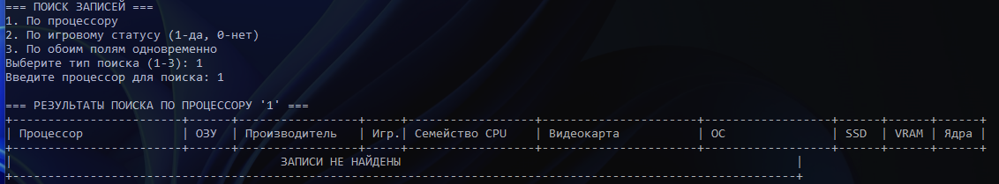 === ПОИСК ЗАПИСЕЙ ===
1. По процессору
2. По игровому статусу (1-да, 0-нет)
3. По обоим полям одновременно
Выберите тип поиска (1-3): 1
Введите процессор для поиска: 1
=== РЕЗУЛЬТАТЫ ПОИСКА ПО ПРОЦЕССОРУ '1' ===
+------------------------+------+-----------------+-----+------------------+----------------------+------------------+------+------+------+
| Процессор | ОЗУ | Производитель | Игр.| Семейство CPU | Видеокарта | ОС | SSD | VRAM | Ядра |
+------------------------+------+-----------------+-----+------------------+----------------------+------------------+------+------+------+
| ЗАПИСИ НЕ НАЙДЕНЫ |
+---------------------------------------------------------------------------------------------------------------+